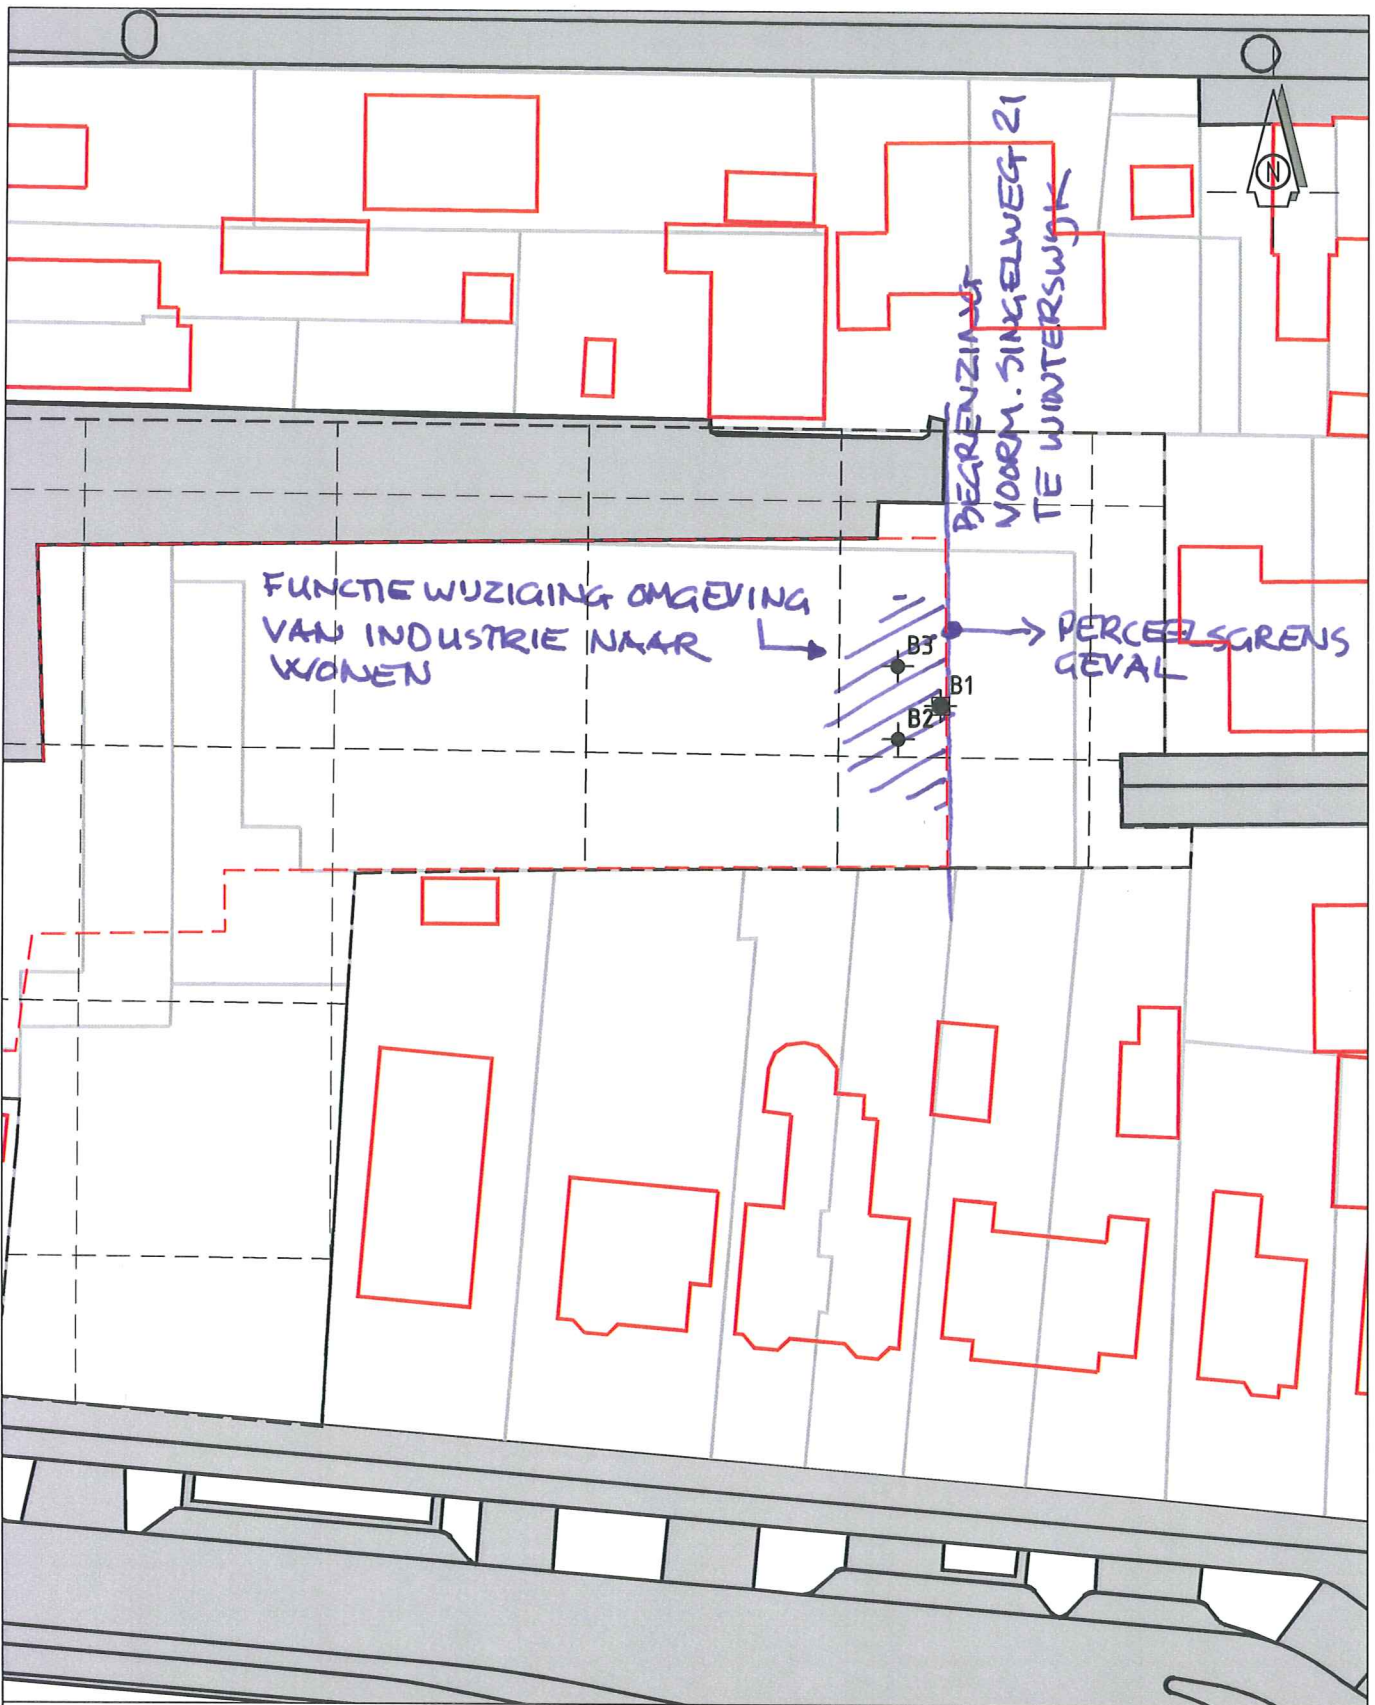 N
BEGRENZING
VOORM. SINGELWEG 21
TE WINTERSWIJK
FUNCTIE WIJZIGING OMGEVING
VAN INDUSTRIE NAAR
WONEN
PERCEELSGRENS
GEVAL
B3
B1
B2